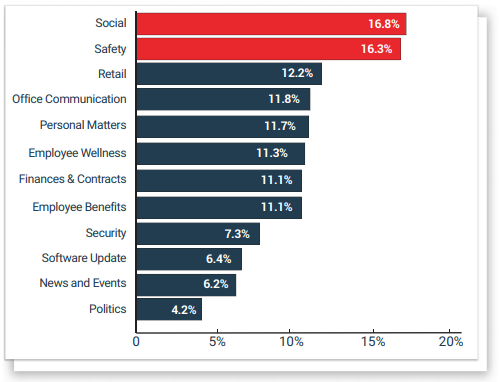 Social 16.8%
Safety 16.3%
Retail 12.2%
Office Communication 11.8%
Personal Matters 11.7%
Employee Wellness 11.3%
Finances & Contracts 11.1%
Employee Benefits 11.1%
Security 7.3%
Software Update 6.4%
News and Events 6.2%
Politics 4.2%
0 5% 10% 15% 20%